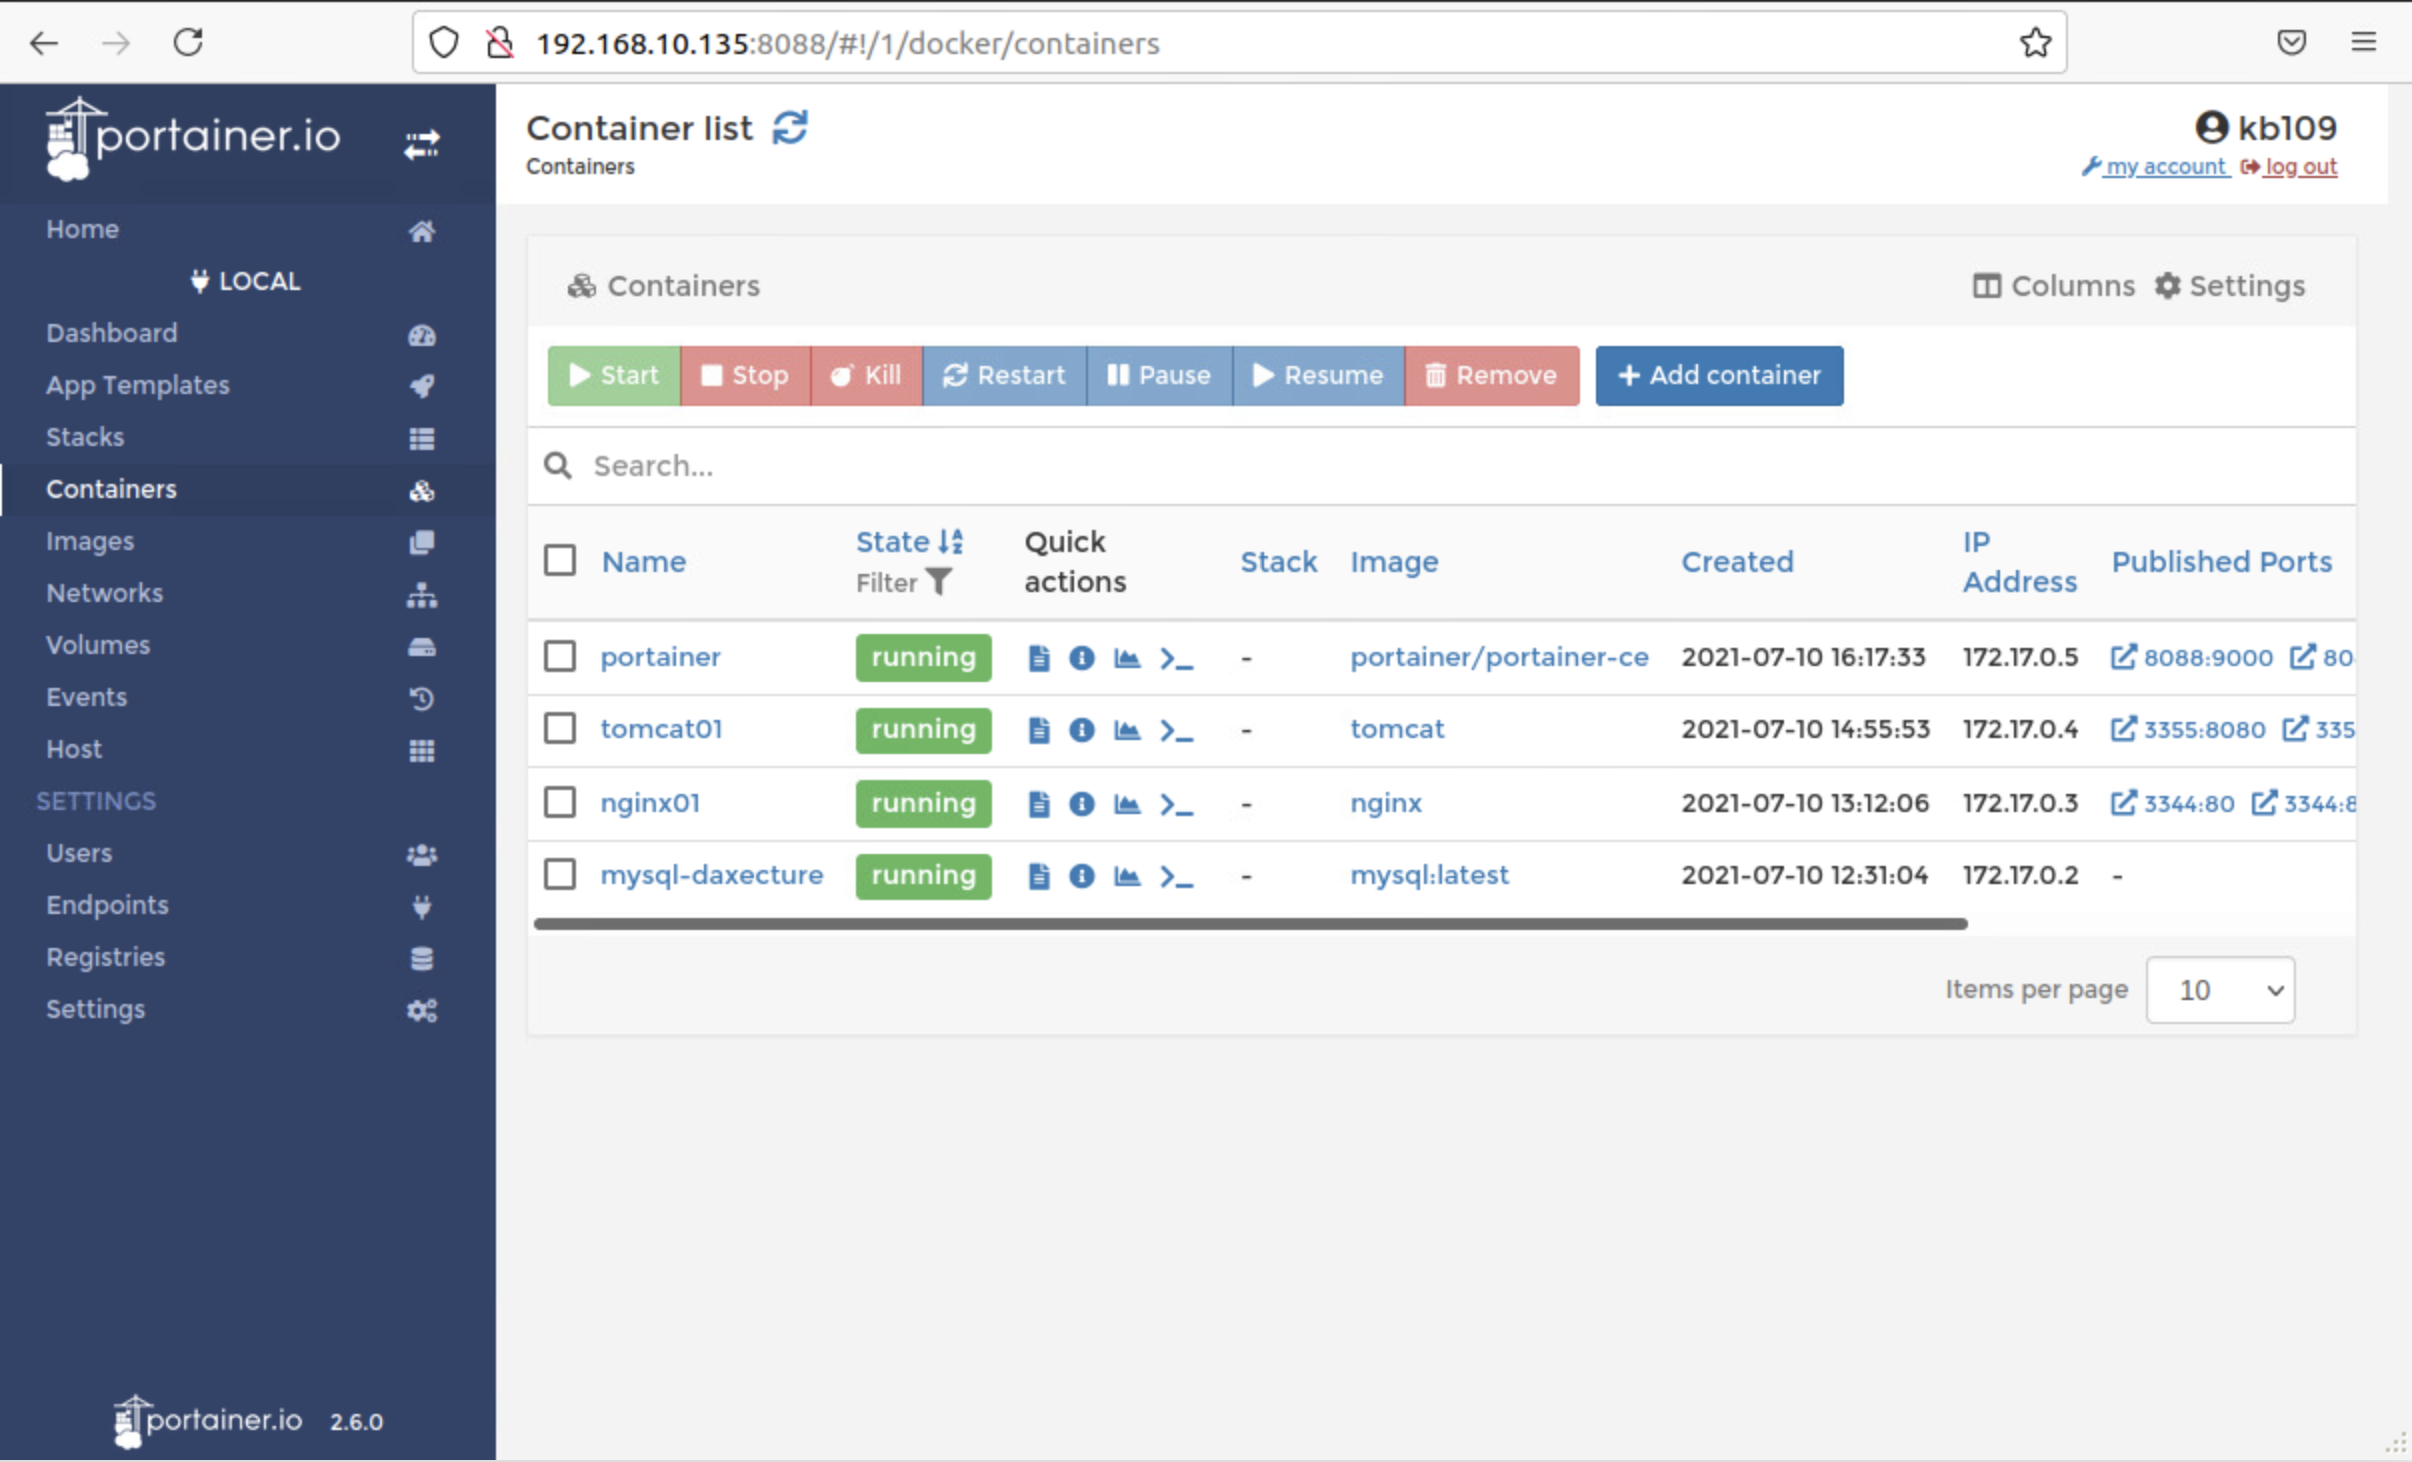 192.168.10.135:8088/#!/1/docker/containers
portainer.io
Home
LOCAL
Dashboard
App Templates
Stacks
Containers
Images
Networks
Volumes
Events
Host
SETTINGS
Users
Endpoints
Registries
Settings
portainer.io 2.6.0
Container list
Containers
kb109
my account log out
Containers
Columns Settings
Start Stop Kill Restart Pause Resume Remove + Add container
Search...
Name State Filter Quick actions Stack Image Created IP Address Published Ports
portainer running - portainer/portainer-ce 2021-07-10 16:17:33 172.17.0.5 8088:9000 80
tomcat01 running - tomcat 2021-07-10 14:55:53 172.17.0.4 3355:8080 335
nginx01 running - nginx 2021-07-10 13:12:06 172.17.0.3 3344:80 3344:8
mysql-daxecture running - mysql:latest 2021-07-10 12:31:04 172.17.0.2 -
Items per page 10